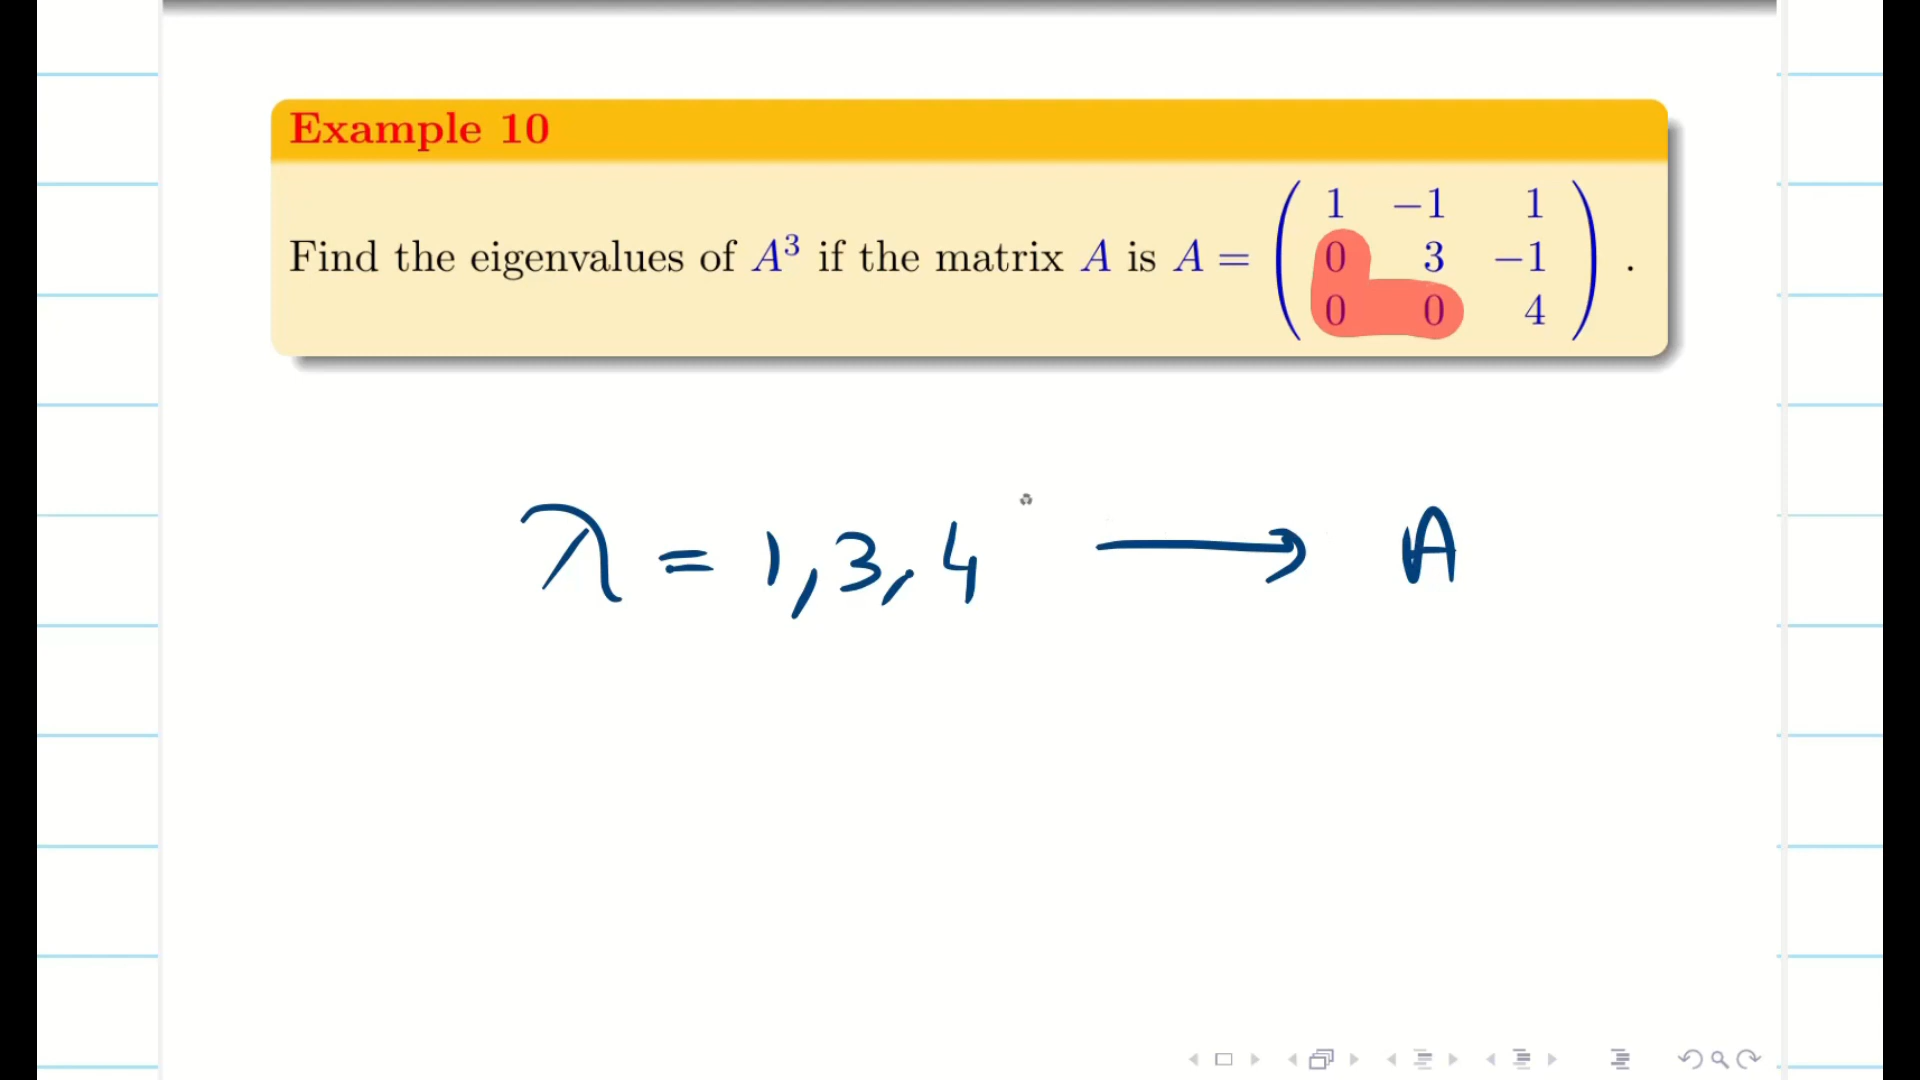 Example 10
Find the eigenvalues of A³ if the matrix A is A = ( 1 −1 1
0 3 −1
0 0 4 ) .
λ = 1, 3, 4 ⟶ A